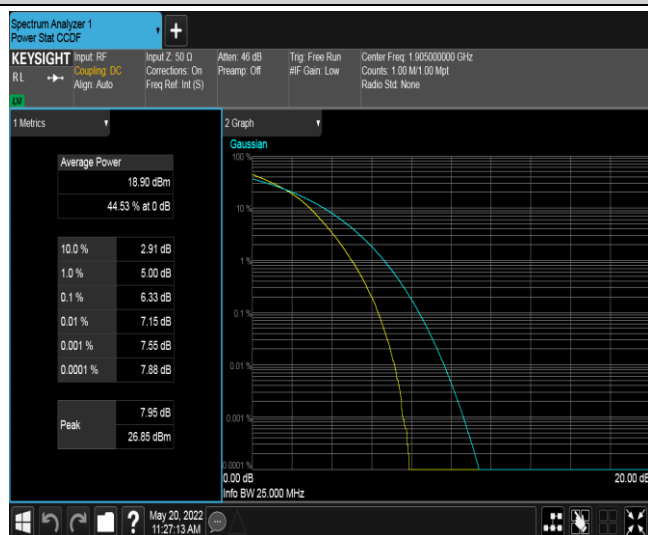 Spectrum Analyzer 1
Power Stat CCDF
+
KEYSIGHT
RL
LXI
Input: RF
Coupling: DC
Align: Auto
Input Z: 50 Ω
Corrections: On
Freq Ref: Int (S)
Atten: 46 dB
Preamp: Off
Trig: Free Run
#IF Gain: Low
Center Freq: 1.905000000 GHz
Counts: 1.00 M/1.00 Mpt
Radio Std: None
1 Metrics
Average Power
18.90 dBm
44.53 % at 0 dB
10.0 % 2.91 dB
1.0 % 5.00 dB
0.1 % 6.33 dB
0.01 % 7.15 dB
0.001 % 7.55 dB
0.0001 % 7.88 dB
Peak
7.95 dB
26.85 dBm
2 Graph
Gaussian
100 %
10 %
1 %
0.1 %
0.01 %
0.001 %
0.0001 %
0.00 dB 20.00 dB
Info BW 25.000 MHz
?
May 20, 2022
11:27:13 AM